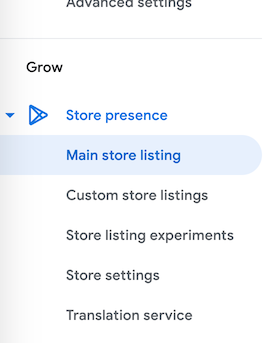 Advanced settings
Grow
Store presence
Main store listing
Custom store listings
Store listing experiments
Store settings
Translation service